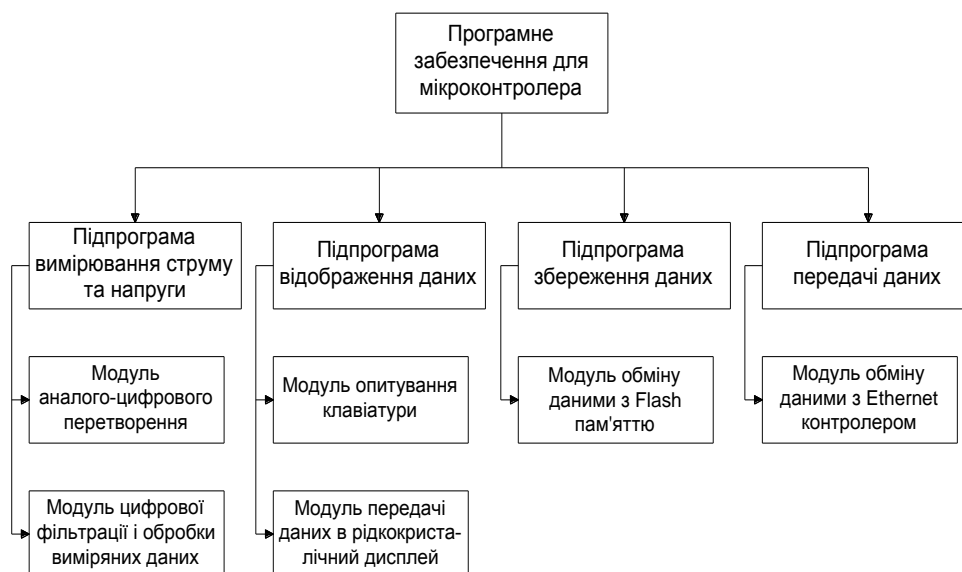 Програмне
забезпечення для
мікроконтролера
Підпрограма
вимірювання струму
та напруги
Підпрограма
відображення даних
Підпрограма
збереження даних
Підпрограма
передачі даних
Модуль
аналого-цифрового
перетворення
Модуль опитування
клавіатури
Модуль обміну
даними з Flash
пам'яттю
Модуль обміну
даними з Ethernet
контролером
Модуль цифрової
фільтрації і обробки
виміряних даних
Модуль передачі
даних в рідкокриста-
лічний дисплей